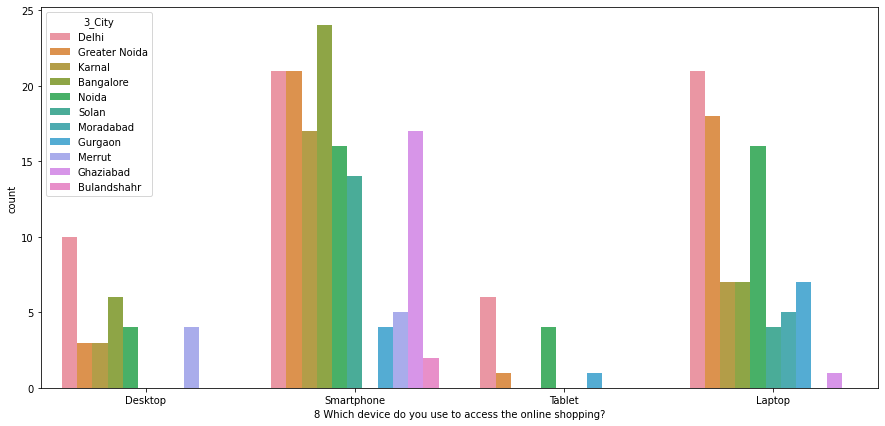 25
20
15
10
5
0
count
3_City
Delhi
Greater Noida
Karnal
Bangalore
Noida
Solan
Moradabad
Gurgaon
Merrut
Ghaziabad
Bulandshahr
Desktop
Smartphone
Tablet
Laptop
8 Which device do you use to access the online shopping?